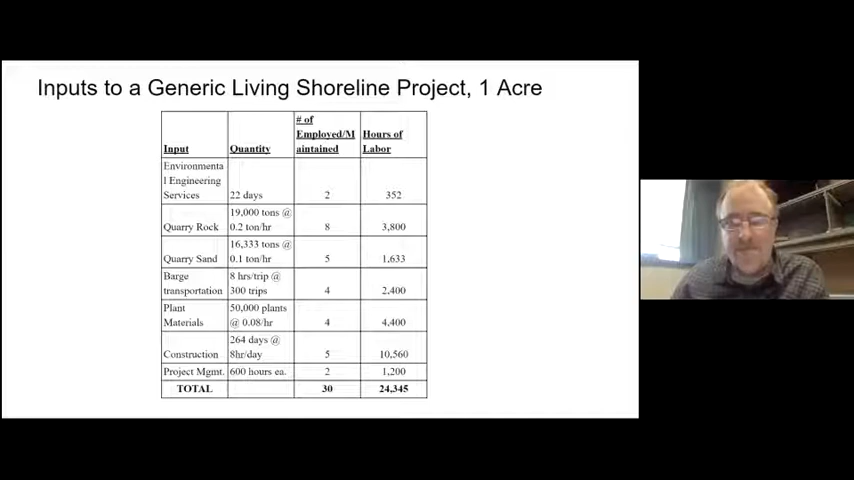 Inputs to a Generic Living Shoreline Project, 1 Acre
# of
Employed/M Hours of
Input Quantity aintained Labor
Environmenta
l Engineering
Services 22 days 2 352
19,000 tons @
Quarry Rock 0.2 ton/hr 8 3,800
16,333 tons @
Quarry Sand 0.1 ton/hr 5 1,633
Barge 8 hrs/trip @
transportation 300 trips 4 2,400
Plant 50,000 plants
Materials @ 0.08/hr 4 4,400
264 days @
Construction 8hr/day 5 10,560
Project Mgmt. 600 hours ea. 2 1,200
TOTAL 30 24,345